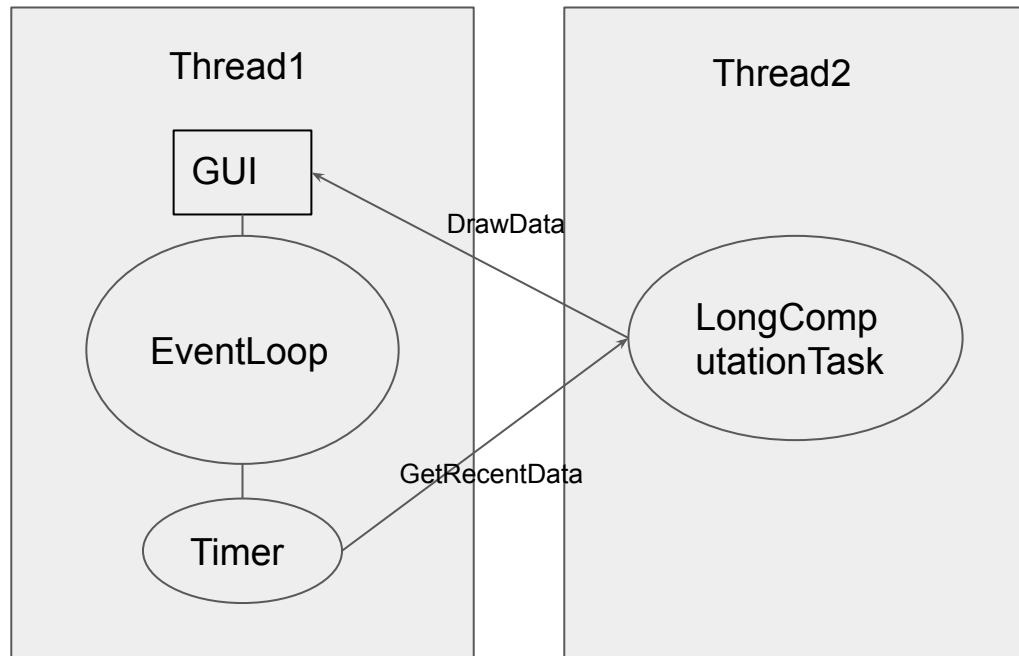 Thread1
Thread2
GUI
DrawData
EventLoop
LongComp
utationTask
GetRecentData
Timer